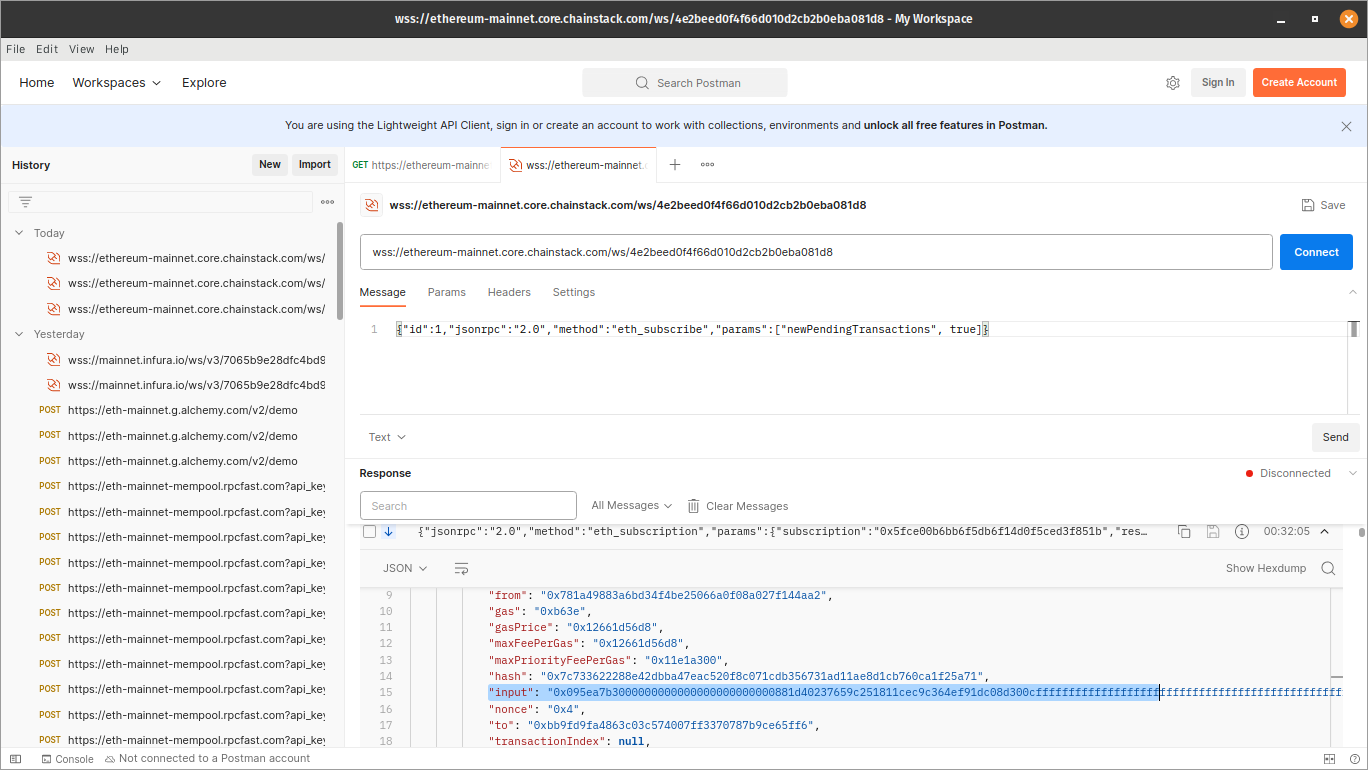 wss://ethereum-mainnet.core.chainstack.com/ws/4e2beed0f4f66d010d2cb2b0eba081d8 - My Workspace
File Edit View Help
Home Workspaces Explore Search Postman Sign In Create Account
You are using the Lightweight API Client, sign in or create an account to work with collections, environments and unlock all free features in Postman.
History New Import
Today
wss://ethereum-mainnet.core.chainstack.com/ws/
wss://ethereum-mainnet.core.chainstack.com/ws/
wss://ethereum-mainnet.core.chainstack.com/ws/
Yesterday
wss://mainnet.infura.io/ws/v3/7065b9e28dfc4bd9
wss://mainnet.infura.io/ws/v3/7065b9e28dfc4bd9
POST https://eth-mainnet.g.alchemy.com/v2/demo
POST https://eth-mainnet.g.alchemy.com/v2/demo
POST https://eth-mainnet.g.alchemy.com/v2/demo
POST https://eth-mainnet-mempool.rpcfast.com?api_key
POST https://eth-mainnet-mempool.rpcfast.com?api_key
POST https://eth-mainnet-mempool.rpcfast.com?api_key
POST https://eth-mainnet-mempool.rpcfast.com?api_key
POST https://eth-mainnet-mempool.rpcfast.com?api_key
POST https://eth-mainnet-mempool.rpcfast.com?api_key
POST https://eth-mainnet-mempool.rpcfast.com?api_key
POST https://eth-mainnet-mempool.rpcfast.com?api_key
POST https://eth-mainnet-mempool.rpcfast.com?api_key
POST https://eth-mainnet-mempool.rpcfast.com?api_key
POST https://eth-mainnet-mempool.rpcfast.com?api_key
GET https://ethereum-mainne wss://ethereum-mainnet.c
wss://ethereum-mainnet.core.chainstack.com/ws/4e2beed0f4f66d010d2cb2b0eba081d8 Save
wss://ethereum-mainnet.core.chainstack.com/ws/4e2beed0f4f66d010d2cb2b0eba081d8 Connect
Message Params Headers Settings
1 {"id":1,"jsonrpc":"2.0","method":"eth_subscribe","params":["newPendingTransactions", true]}
Text Send
Response Disconnected
Search All Messages Clear Messages
{"jsonrpc":"2.0","method":"eth_subscription","params":{"subscription":"0x5fce00b6bb6f5db6f14d0f5ced3f851b","res… 00:32:05
JSON Show Hexdump
9 "from": "0x781a49883a6bd34f4be25066a0f08a027f144aa2",
10 "gas": "0xb63e",
11 "gasPrice": "0x12661d56d8",
12 "maxFeePerGas": "0x12661d56d8",
13 "maxPriorityFeePerGas": "0x11e1a300",
14 "hash": "0x7c733622288e42dbba47eac520f8c071cdb356731ad11ae8d1cb760ca1f25a71",
15 "input": "0x095ea7b3000000000000000000000000881d40237659c251811cec9c364ef91dc08d300cffffffffffffffffffffffffffffffffffffffffffffff
16 "nonce": "0x4",
17 "to": "0xbb9fd9fa4863c03c574007ff3370787b9ce65ff6",
18 "transactionIndex": null,
Console Not connected to a Postman account